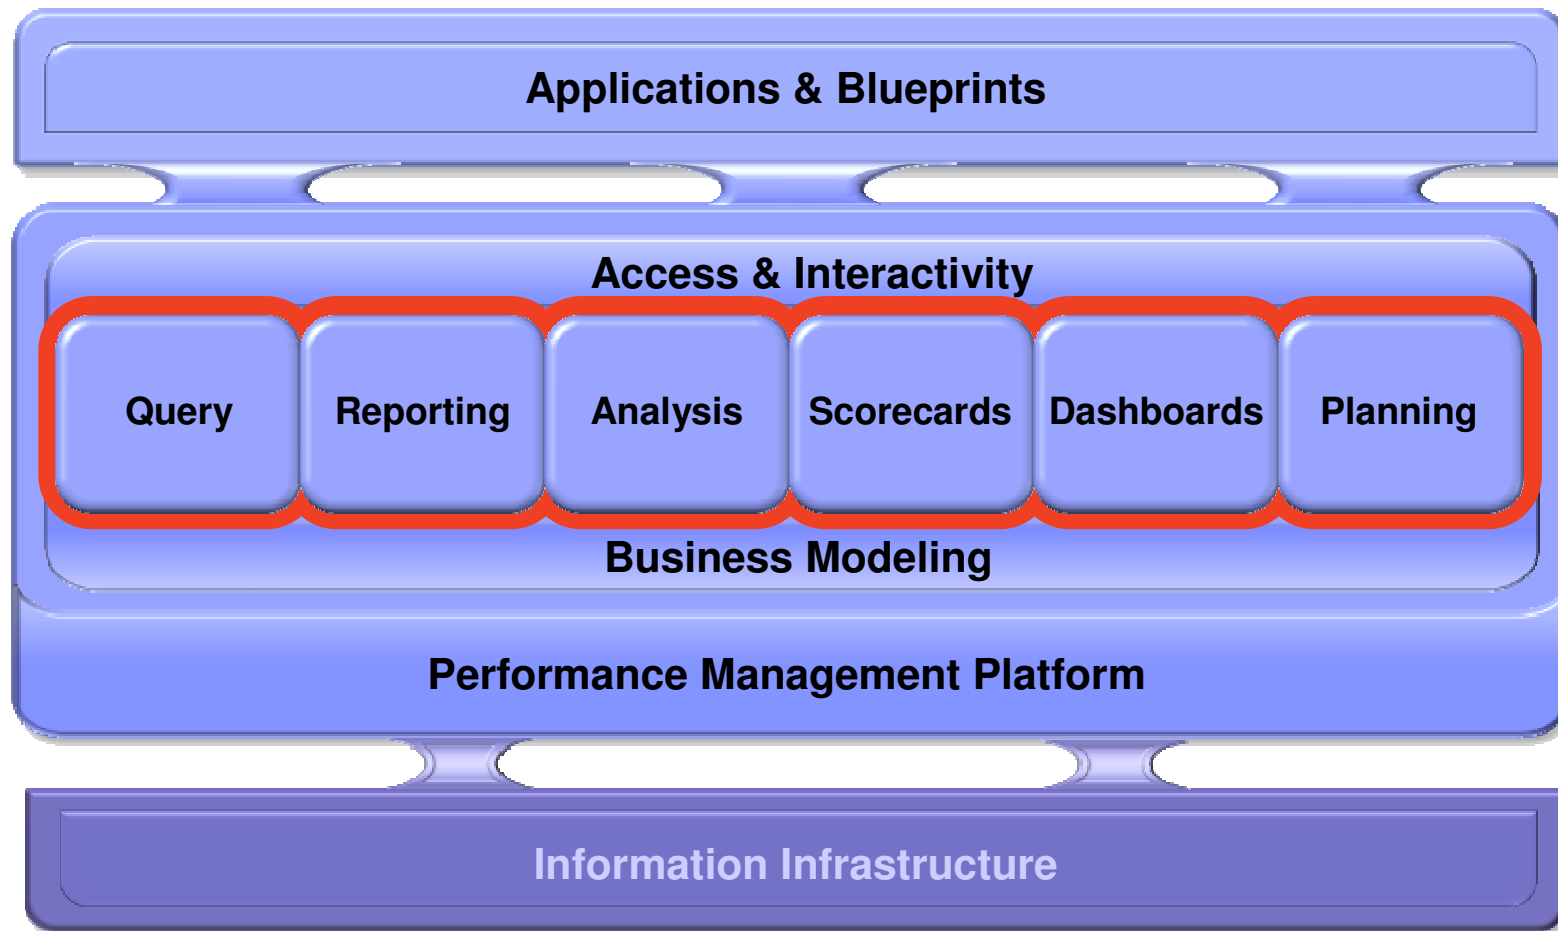 Applications & Blueprints
Access & Interactivity
Query
Reporting
Analysis
Scorecards
Dashboards
Planning
Business Modeling
Performance Management Platform
Information Infrastructure